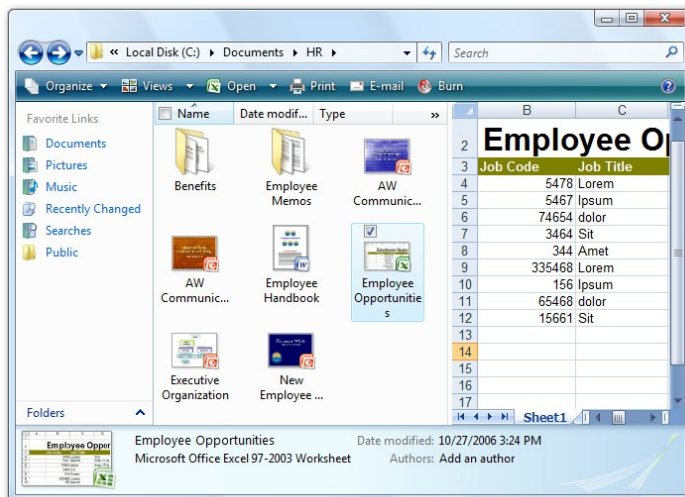 « Local Disk (C:) ▸ Documents ▸ HR ▸
Search
Organize Views Open Print E-mail Burn
Favorite Links
Documents
Pictures
Music
Recently Changed
Searches
Public
Folders
Name Date modif... Type »
Benefits
Employee
Memos
AW
Communic...
AW
Communic...
Employee
Handbook
Employee
Opportunitie
s
Executive
Organization
New
Employee ...
B C
2 Employee O
3 Job Code Job Title
4 5478 Lorem
5 5467 Ipsum
6 74654 dolor
7 3464 Sit
8 344 Amet
9 335468 Lorem
10 156 Ipsum
11 65468 dolor
12 15661 Sit
13
14
15
16
17
Sheet1
Employee Oppor
Employee Opportunities
Microsoft Office Excel 97-2003 Worksheet
Date modified: 10/27/2006 3:24 PM
Authors: Add an author